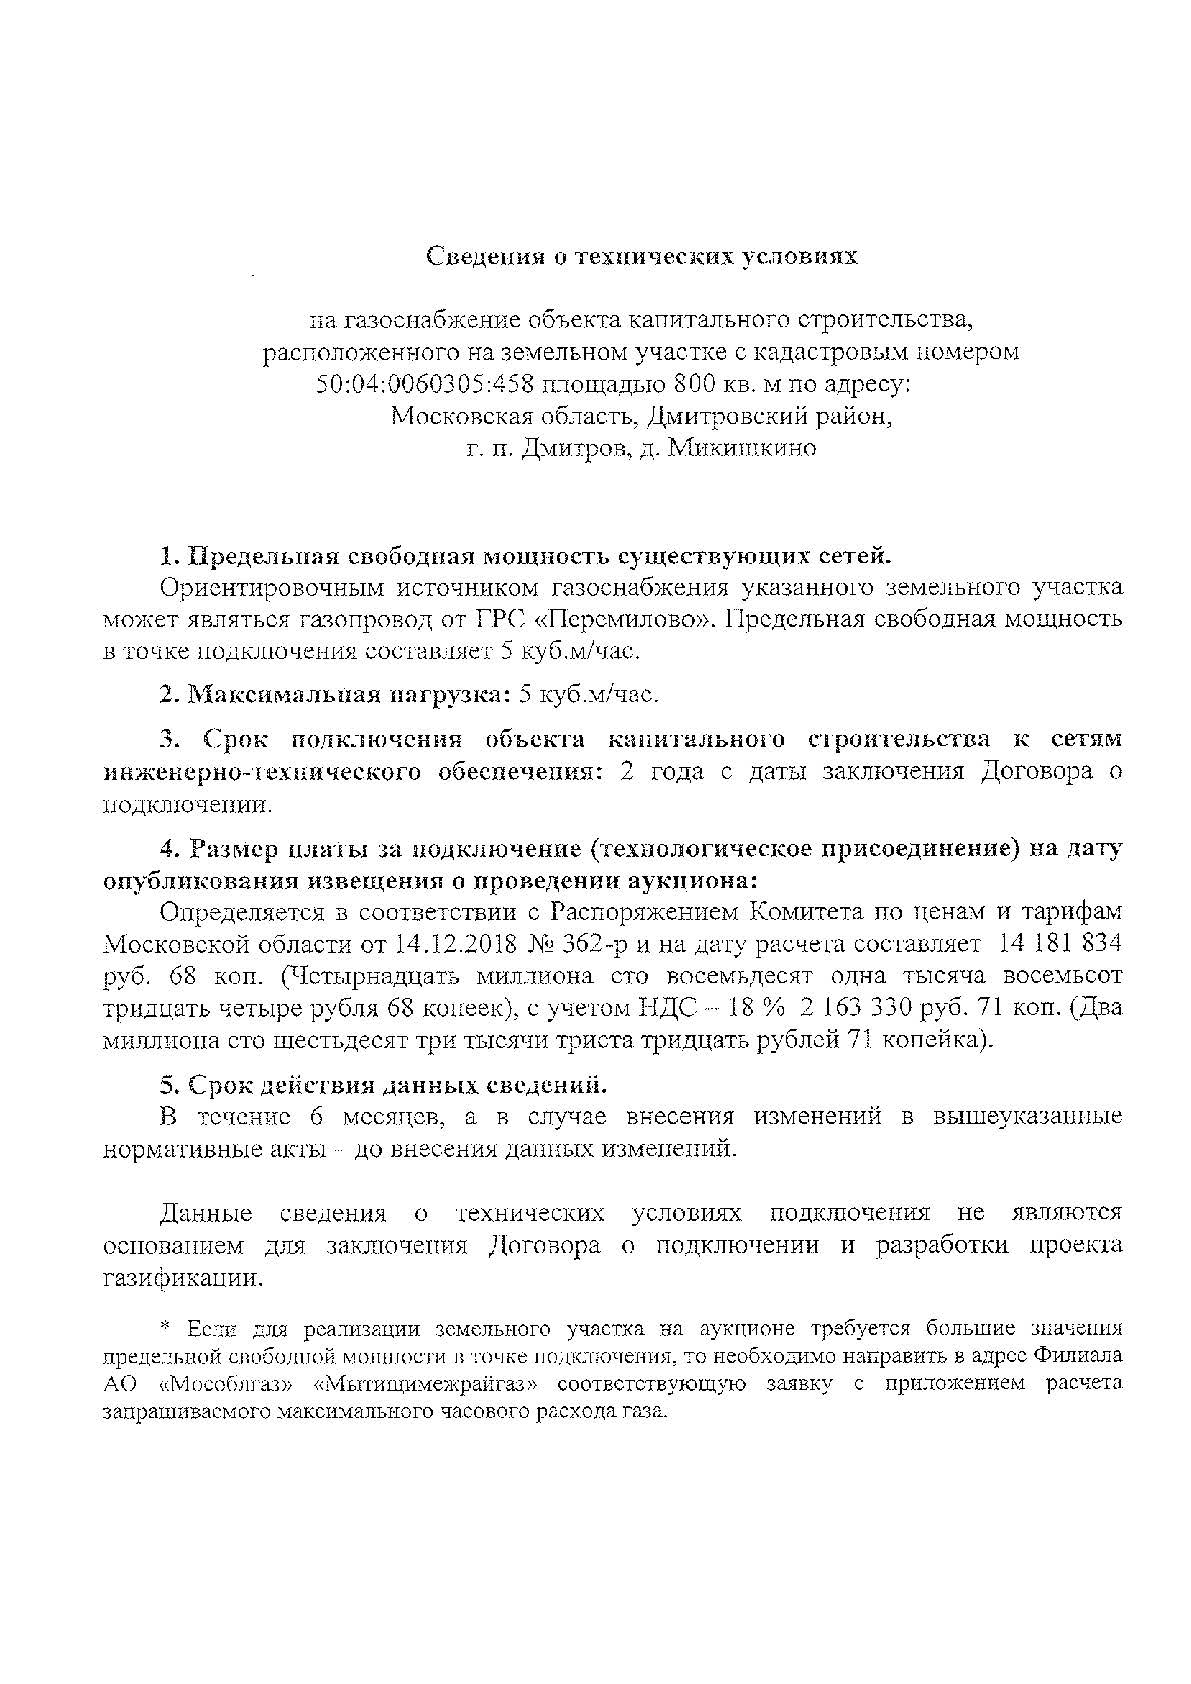 Сведения о технических условиях
на газоснабжение объекта капитального строительства,
расположенного на земельном участке с кадастровым номером
50:04:0060305:458 площадью 800 кв. м по адресу:
Московская область, Дмитровский район,
г. п. Дмитров, д. Микишкино
1. Предельная свободная мощность существующих сетей.
Ориентировочным источником газоснабжения указанного земельного участка
может являться газопровод от ГРС «Перемилово». Предельная свободная мощность
в точке подключения составляет 5 куб.м/час.
2. Максимальная нагрузка: 5 куб.м/час.
3. Срок подключения объекта капитального строительства к сетям
инженерно-технического обеспечения: 2 года с даты заключения Договора о
подключении.
4. Размер платы за подключение (технологическое присоединение) на дату
опубликования извещения о проведении аукциона:
Определяется в соответствии с Распоряжением Комитета по ценам и тарифам
Московской области от 14.12.2018 № 362-р и на дату расчета составляет 14 181 834
руб. 68 коп. (Четырнадцать миллиона сто восемьдесят одна тысяча восемьсот
тридцать четыре рубля 68 копеек), с учетом НДС – 18 % 2 163 330 руб. 71 коп. (Два
миллиона сто шестьдесят три тысячи триста тридцать рублей 71 копейка).
5. Срок действия данных сведений.
В течение 6 месяцев, а в случае внесения изменений в вышеуказанные
нормативные акты – до внесения данных изменений.
Данные сведения о технических условиях подключения не являются
основанием для заключения Договора о подключении и разработки проекта
газификации.
* Если для реализации земельного участка на аукционе требуется большие значения
предельной свободной мощности в точке подключения, то необходимо направить в адрес Филиала
АО «Мособлгаз» «Мытищимежрайгаз» соответствующую заявку с приложением расчета
запрашиваемого максимального часового расхода газа.